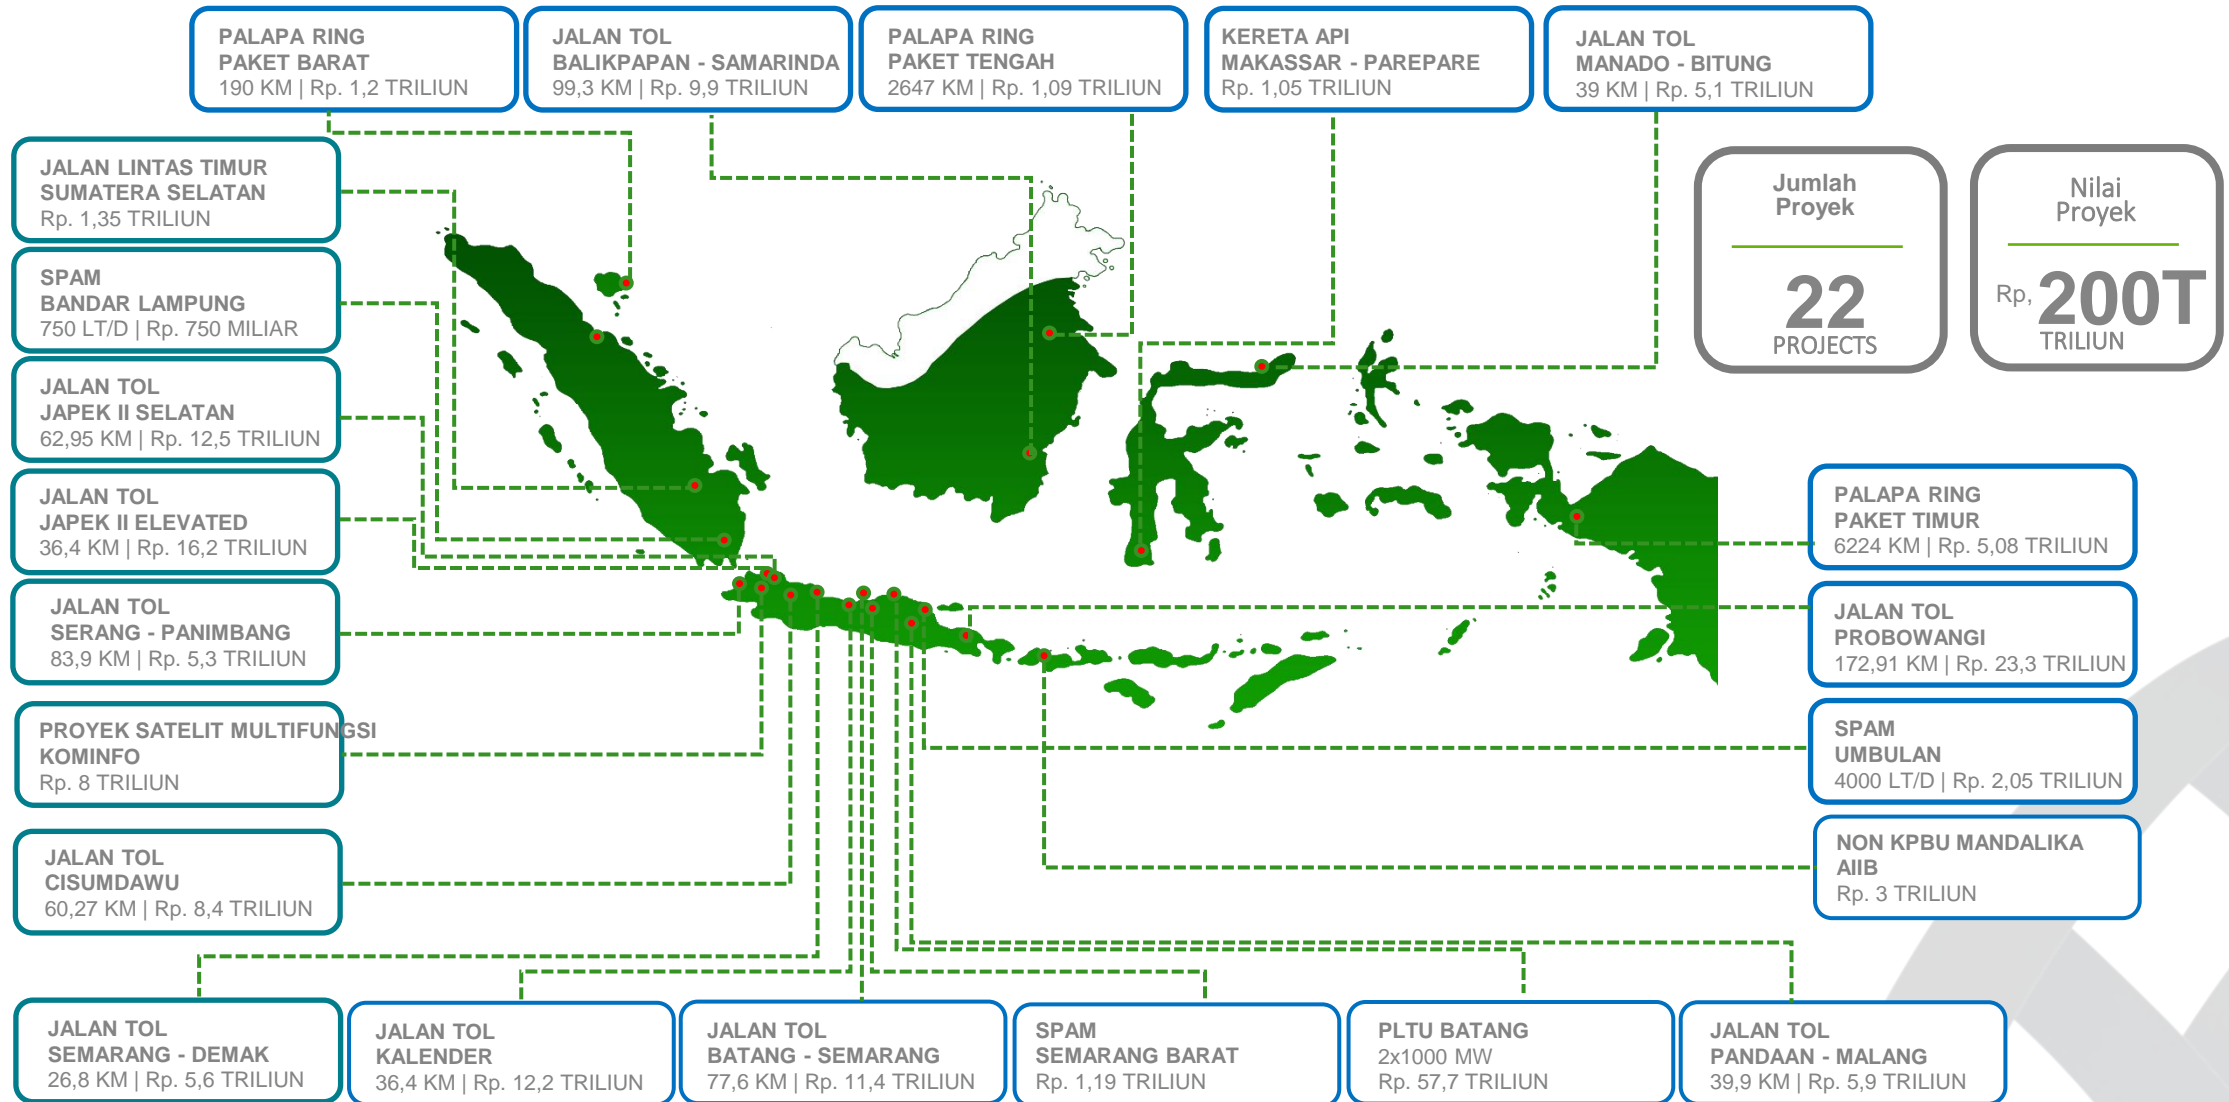 PALAPA RING
PAKET BARAT
190 KM | Rp. 1,2 TRILIUN
JALAN TOL
BALIKPAPAN - SAMARINDA
99,3 KM | Rp. 9,9 TRILIUN
PALAPA RING
PAKET TENGAH
2647 KM | Rp. 1,09 TRILIUN
KERETA API
MAKASSAR - PAREPARE
Rp. 1,05 TRILIUN
JALAN TOL
MANADO - BITUNG
39 KM | Rp. 5,1 TRILIUN
JALAN LINTAS TIMUR
SUMATERA SELATAN
Rp. 1,35 TRILIUN
SPAM
BANDAR LAMPUNG
750 LT/D | Rp. 750 MILIAR
JALAN TOL
JAPEK II SELATAN
62,95 KM | Rp. 12,5 TRILIUN
JALAN TOL
JAPEK II ELEVATED
36,4 KM | Rp. 16,2 TRILIUN
JALAN TOL
SERANG - PANIMBANG
83,9 KM | Rp. 5,3 TRILIUN
PROYEK SATELIT MULTIFUNGSI
KOMINFO
Rp. 8 TRILIUN
JALAN TOL
CISUMDAWU
60,27 KM | Rp. 8,4 TRILIUN
Jumlah
Proyek
22
PROJECTS
Nilai
Proyek
Rp, 200T
TRILIUN
PALAPA RING
PAKET TIMUR
6224 KM | Rp. 5,08 TRILIUN
JALAN TOL
PROBOWANGI
172,91 KM | Rp. 23,3 TRILIUN
SPAM
UMBULAN
4000 LT/D | Rp. 2,05 TRILIUN
NON KPBU MANDALIKA
AIIB
Rp. 3 TRILIUN
JALAN TOL
SEMARANG - DEMAK
26,8 KM | Rp. 5,6 TRILIUN
JALAN TOL
KALENDER
36,4 KM | Rp. 12,2 TRILIUN
JALAN TOL
BATANG - SEMARANG
77,6 KM | Rp. 11,4 TRILIUN
SPAM
SEMARANG BARAT
Rp. 1,19 TRILIUN
PLTU BATANG
2x1000 MW
Rp. 57,7 TRILIUN
JALAN TOL
PANDAAN - MALANG
39,9 KM | Rp. 5,9 TRILIUN